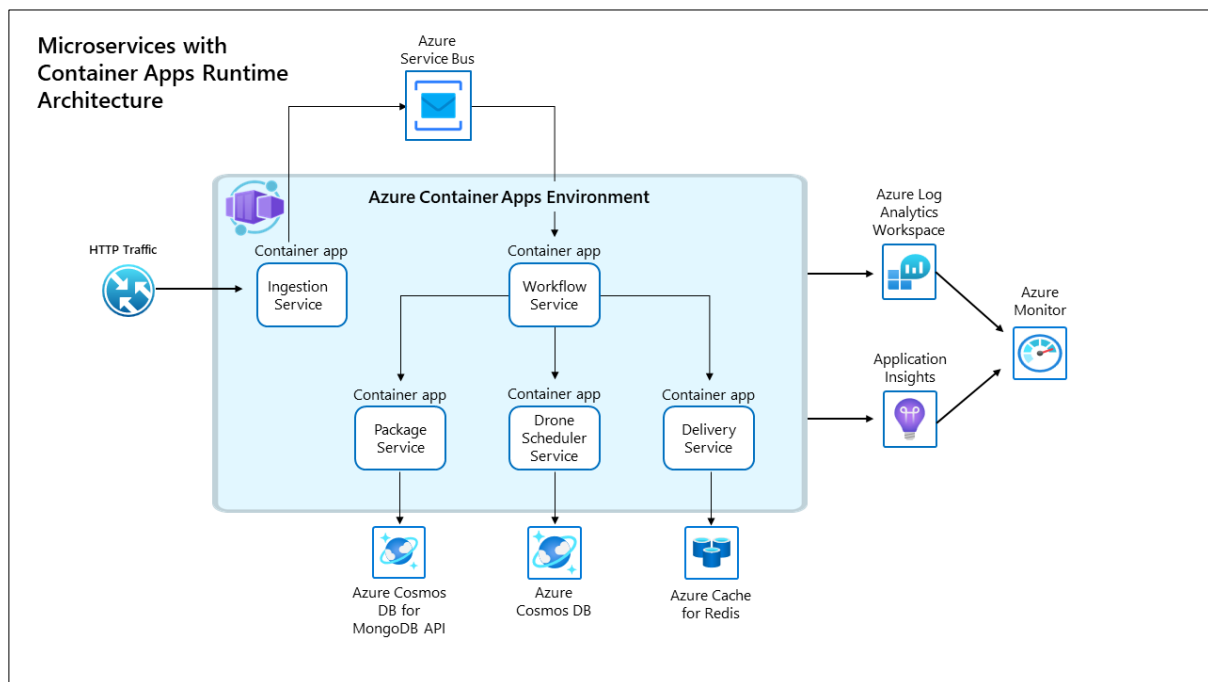 Microservices with
Container Apps Runtime
Architecture
Azure
Service Bus
Azure Container Apps Environment
HTTP Traffic
Container app
Ingestion
Service
Container app
Workflow
Service
Container app
Package
Service
Container app
Drone
Scheduler
Service
Container app
Delivery
Service
Azure Log
Analytics
Workspace
Application
Insights
Azure
Monitor
Azure Cosmos
DB for
MongoDB API
Azure
Cosmos DB
Azure Cache
for Redis